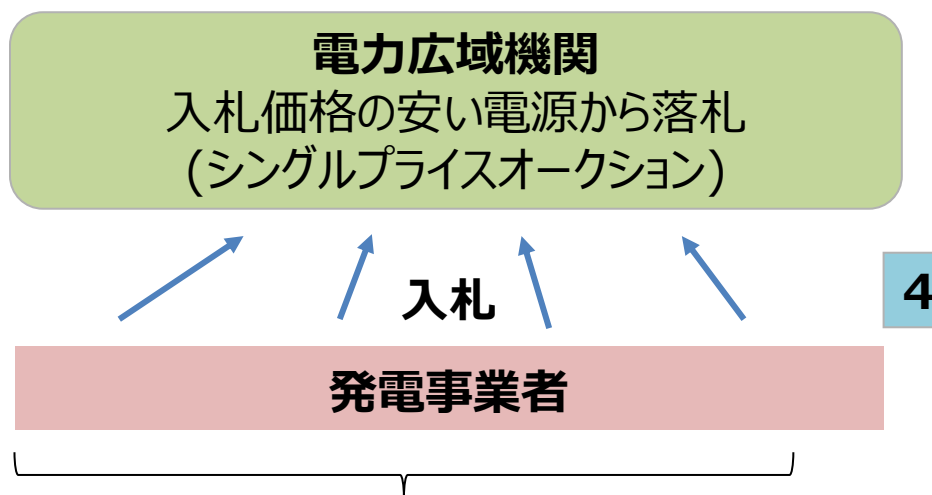 電力広域機関
入札価格の安い電源から落札
(シングルプライスオークション)
入札
4
発電事業者